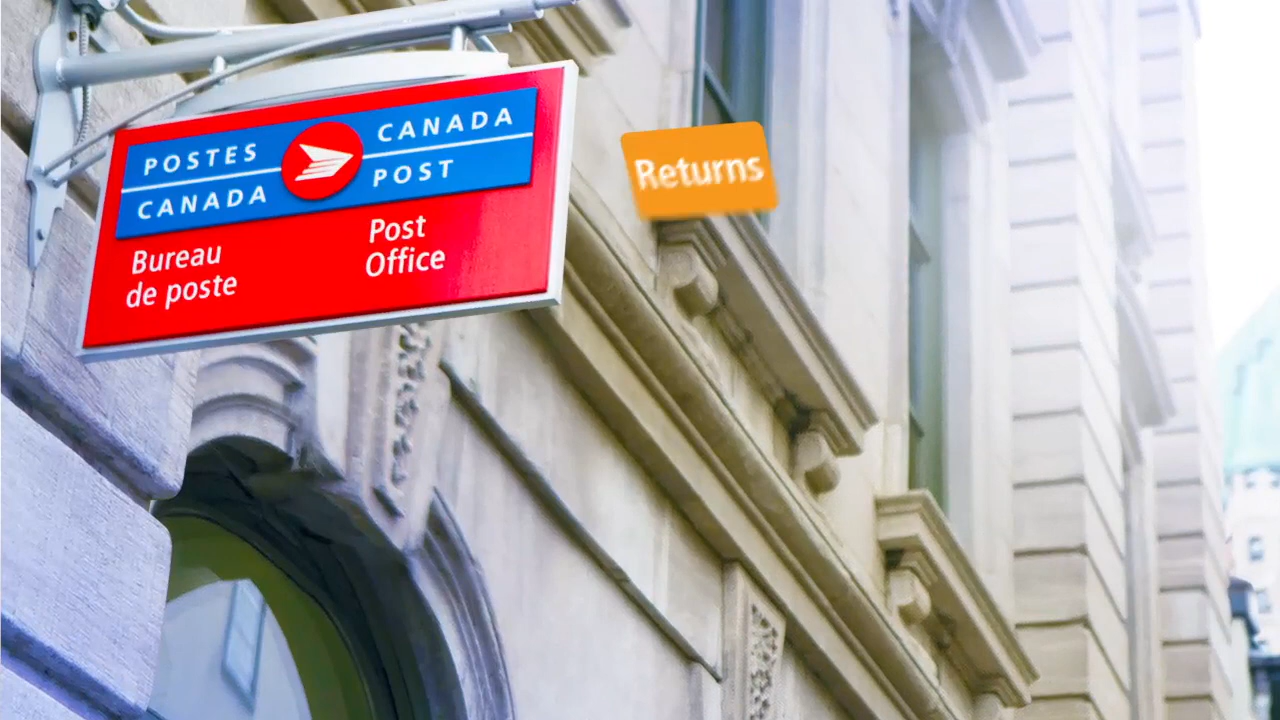 POSTES
CANADA
CANADA
POST
Bureau
de poste
Post
Office
Returns